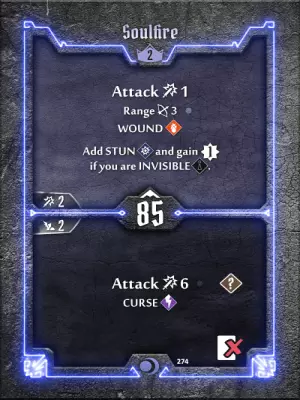 Soulfire
2
Attack 1
Range 3
WOUND
Add STUN and gain 1
if you are INVISIBLE .
2
85
2
Attack 6
?
CURSE
274